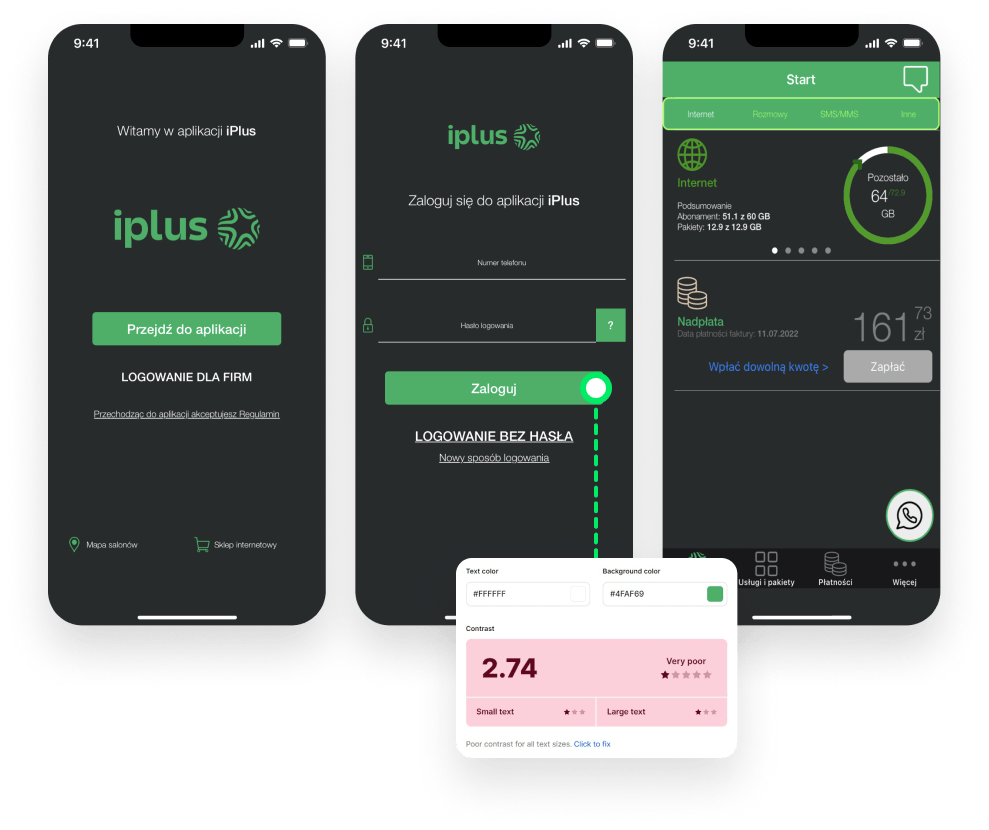 9:41
Witamy w aplikacji iPlus
iplus
Przejdź do aplikacji
LOGOWANIE DLA FIRM
Przechodząc do aplikacji akceptujesz Regulamin
Mapa salonów
Sklep internetowy
9:41
iplus
Zaloguj się do aplikacji iPlus
Numer telefonu
Hasło logowania
?
Zaloguj
LOGOWANIE BEZ HASŁA
Nowy sposób logowania
9:41
Start
Internet Rozmowy SMS/MMS Inne
Internet
Podsumowanie
Abonament: 51.1 z 60 GB
Pakiety: 12.9 z 12.9 GB
Pozostało
64 /72.9
GB
Nadpłata
Data płatności faktury: 11.07.2022
161 73 zł
Wpłać dowolną kwotę >
Zapłać
Usługi i pakiety
Płatności
Więcej
Text color
Background color
#FFFFFF
#4FAF69
Contrast
2.74
Very poor
Small text
Large text
Poor contrast for all text sizes. Click to fix